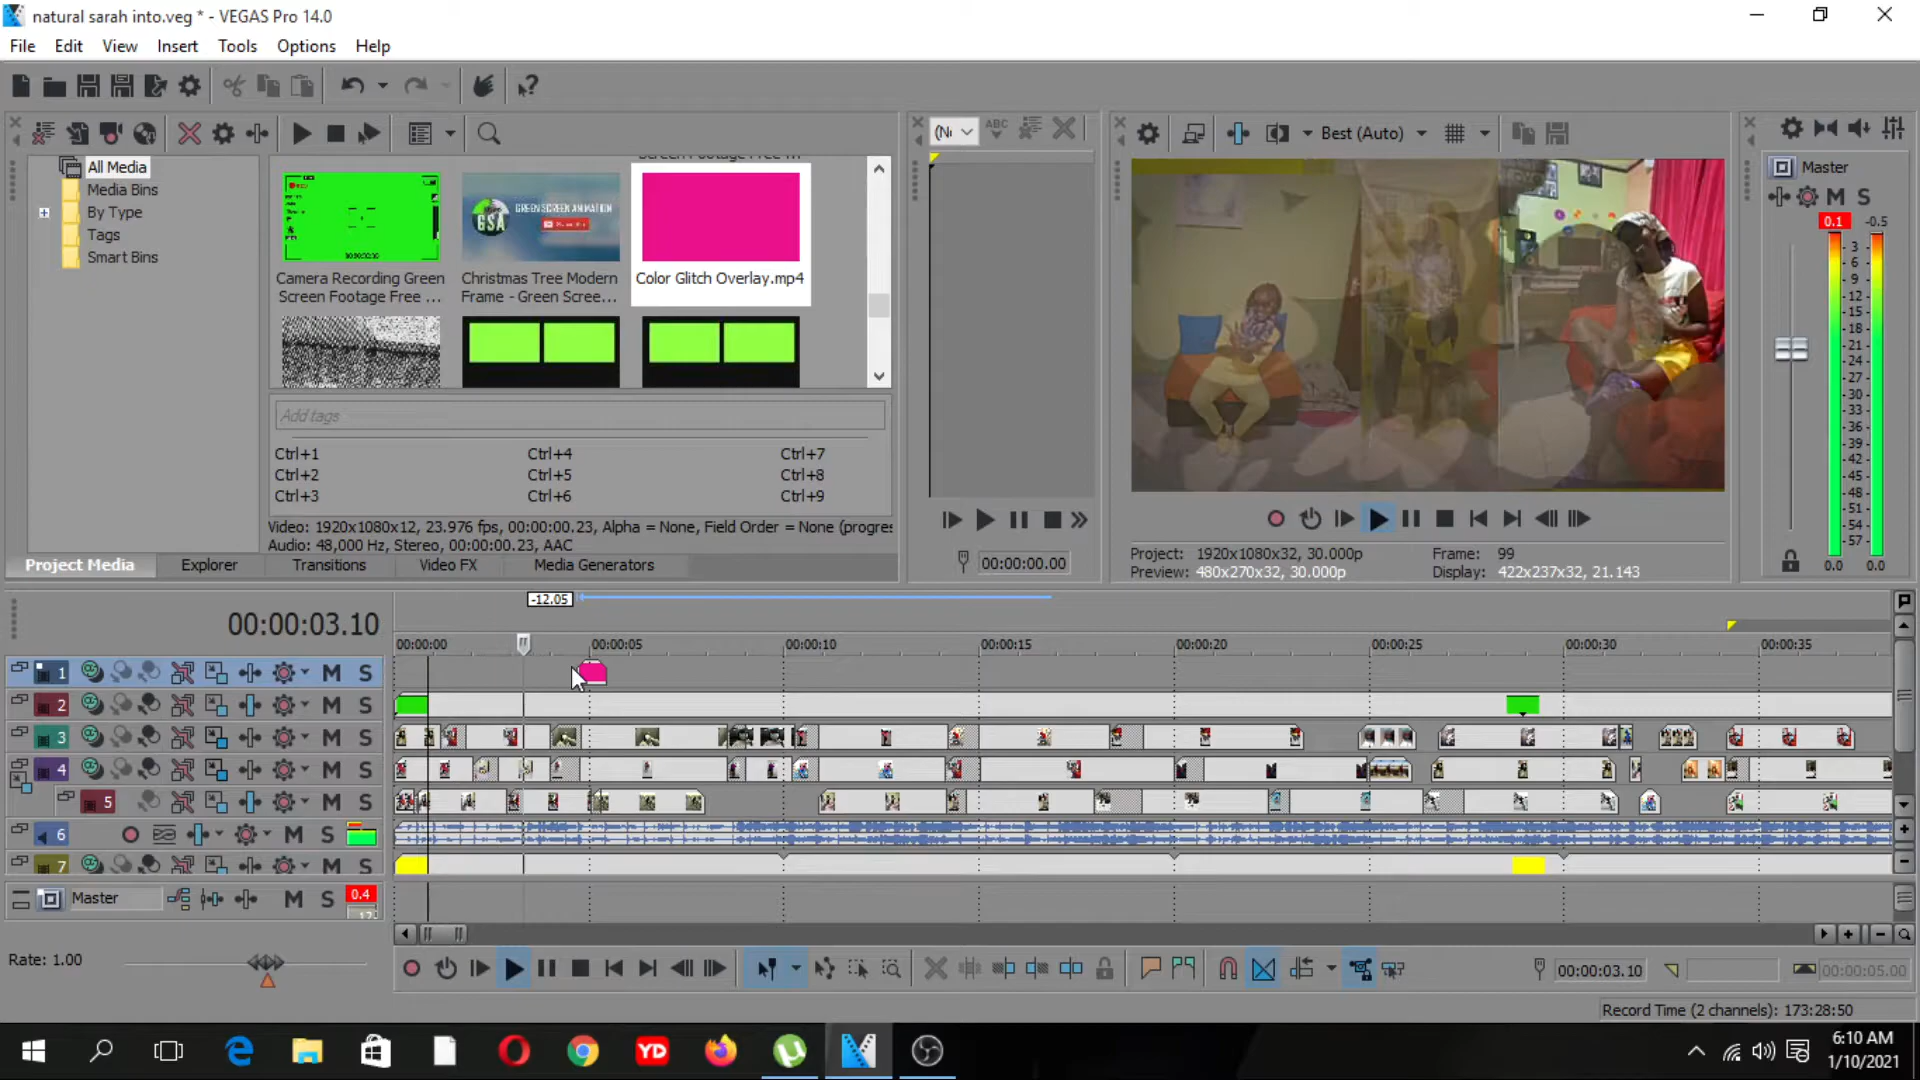 natural sarah into.veg * - VEGAS Pro 14.0
File Edit View Insert Tools Options Help
All Media
Media Bins
By Type
Tags
Smart Bins
Camera Recording Green
Screen Footage Free ...
GSA
GREEN SCREEN ANIMATION
Christmas Tree Modern
Frame - Green Scree...
Color Glitch Overlay.mp4
Add tags
Ctrl+1 Ctrl+4 Ctrl+7
Ctrl+2 Ctrl+5 Ctrl+8
Ctrl+3 Ctrl+6 Ctrl+9
Video: 1920x1080x12, 23.976 fps, 00:00:00.23, Alpha = None, Field Order = None (progres
Audio: 48,000 Hz, Stereo, 00:00:00.23, AAC
Project Media Explorer Transitions Video FX Media Generators
ABC
00:00:00.00
Best (Auto)
Project: 1920x1080x32, 30.000p Frame: 99
Preview: 480x270x32, 30.000p Display: 422x237x32, 21.143
Master
M S
0.1 -0.5
3
6
9
12
15
18
21
24
27
30
33
36
39
42
45
48
51
54
57
0.0 0.0
-12.05
00:00:03.10
00:00:00 00:00:05 00:00:10 00:00:15 00:00:20 00:00:25 00:00:30 00:00:35
1 M S
2 M S
3 M S
4 M S
5 M S
6 M S
7 M S
Master M S 0.4
Rate: 1.00
00:00:03.10 00:00:05.00
Record Time (2 channels): 173:28:50
YD
6:10 AM
1/10/2021